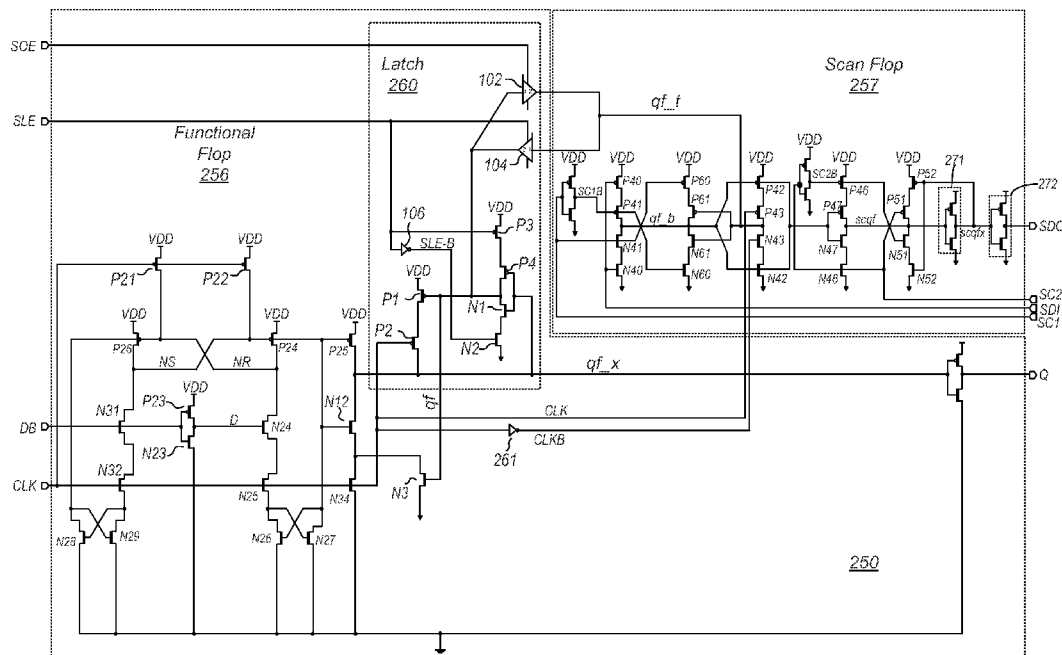 SOE
SLE
DB
CLK
Functional
Flop
256
Latch
260
102
104
106
SLE-B
VDD
P3
P4
N1
N2
VDD
P1
P2
qf
qf_f
Scan Flop
257
VDD
SC1B
VDD
P40
P41
N41
N40
qf_b
VDD
P60
P61
N61
N60
VDD
P42
P43
N43
N42
VDD
SC2B
VDD
P46
P47
N47
N46
scqf
VDD
P52
P51
N51
N52
scqfx
271
272
SDO
SC2
SDI
SC1
P21
VDD
P22
VDD
VDD
P26
NS
NR
VDD
P24
VDD
P25
N31
P23
VDD
N23
D
N24
N12
N32
N25
N34
N3
N28
N29
N26
N27
qf_x
CLK
261
CLKB
Q
250